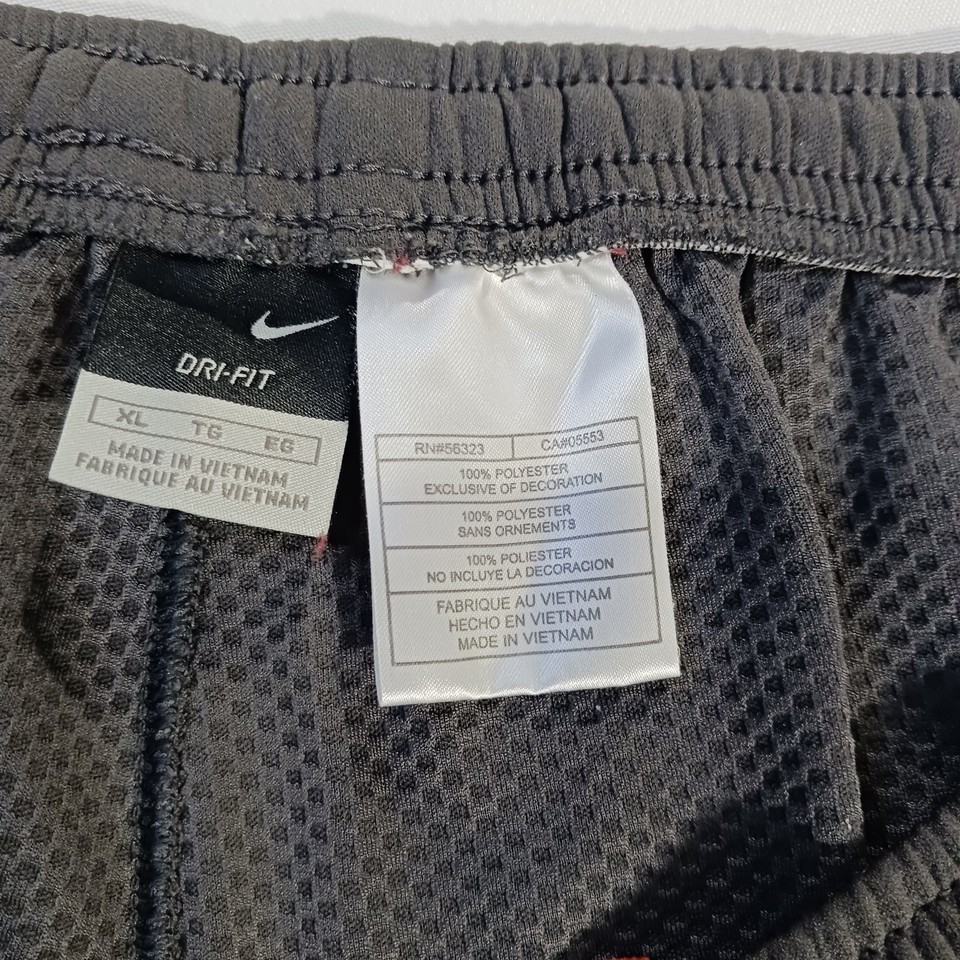 DRI-FIT
XL TG EG
MADE IN VIETNAM
FABRIQUE AU VIETNAM
RN#56323 CA#05553
100% POLYESTER
EXCLUSIVE OF DECORATION
100% POLYESTER
SANS ORNEMENTS
100% POLIESTER
NO INCLUYE LA DECORACION
FABRIQUE AU VIETNAM
HECHO EN VIETNAM
MADE IN VIETNAM